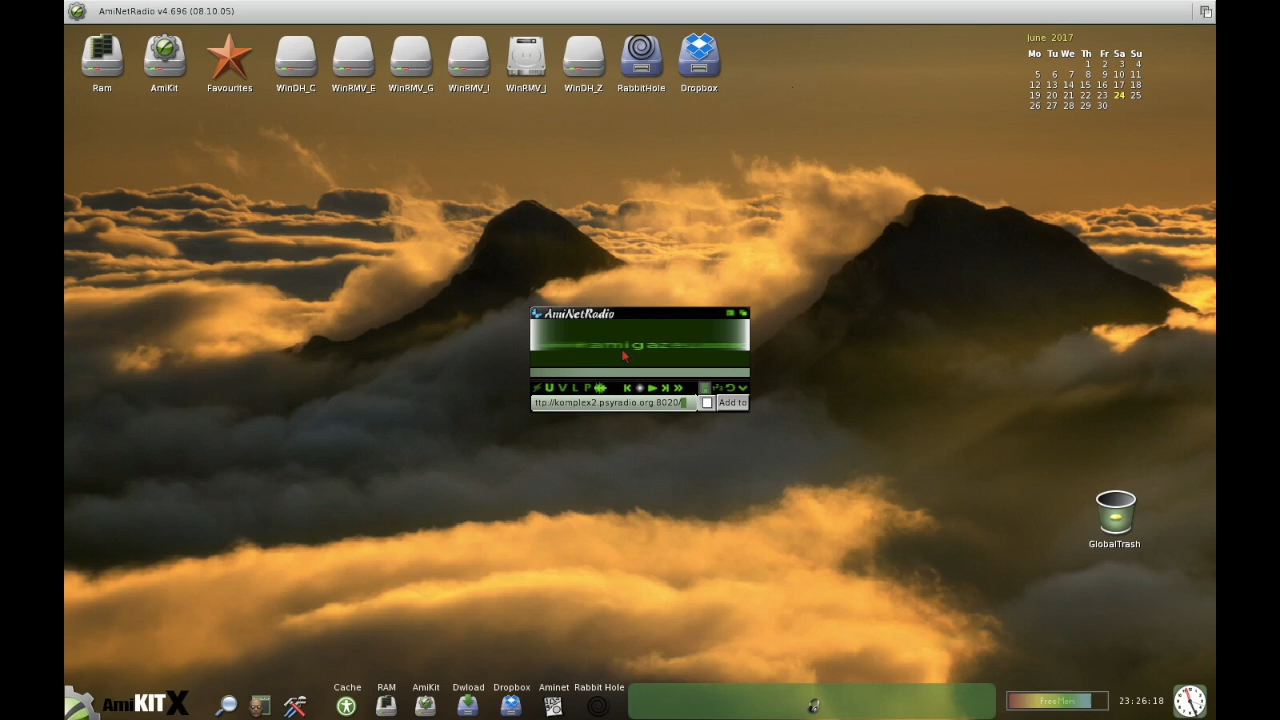 AmiNetRadio v4.696 (08.10.05)
June 2017
Mo Tu We Th Fr Sa Su
1 2 3 4
5 6 7 8 9 10 11
12 13 14 15 16 17 18
19 20 21 22 23 24 25
26 27 28 29 30
Ram AmiKit Favourites WinDH_C WinRMV_E WinRMV_G WinRMV_I WinRMV_J WinDH_Z RabbitHole Dropbox
AmiNetRadio
amigaze
U V L P
ttp://komplex2.psyradio.org:8020/ Add to
GlobalTrash
Cache RAM AmiKit Dwload Dropbox Aminet Rabbit Hole
AmiKIT X
FreeMem 23:26:18